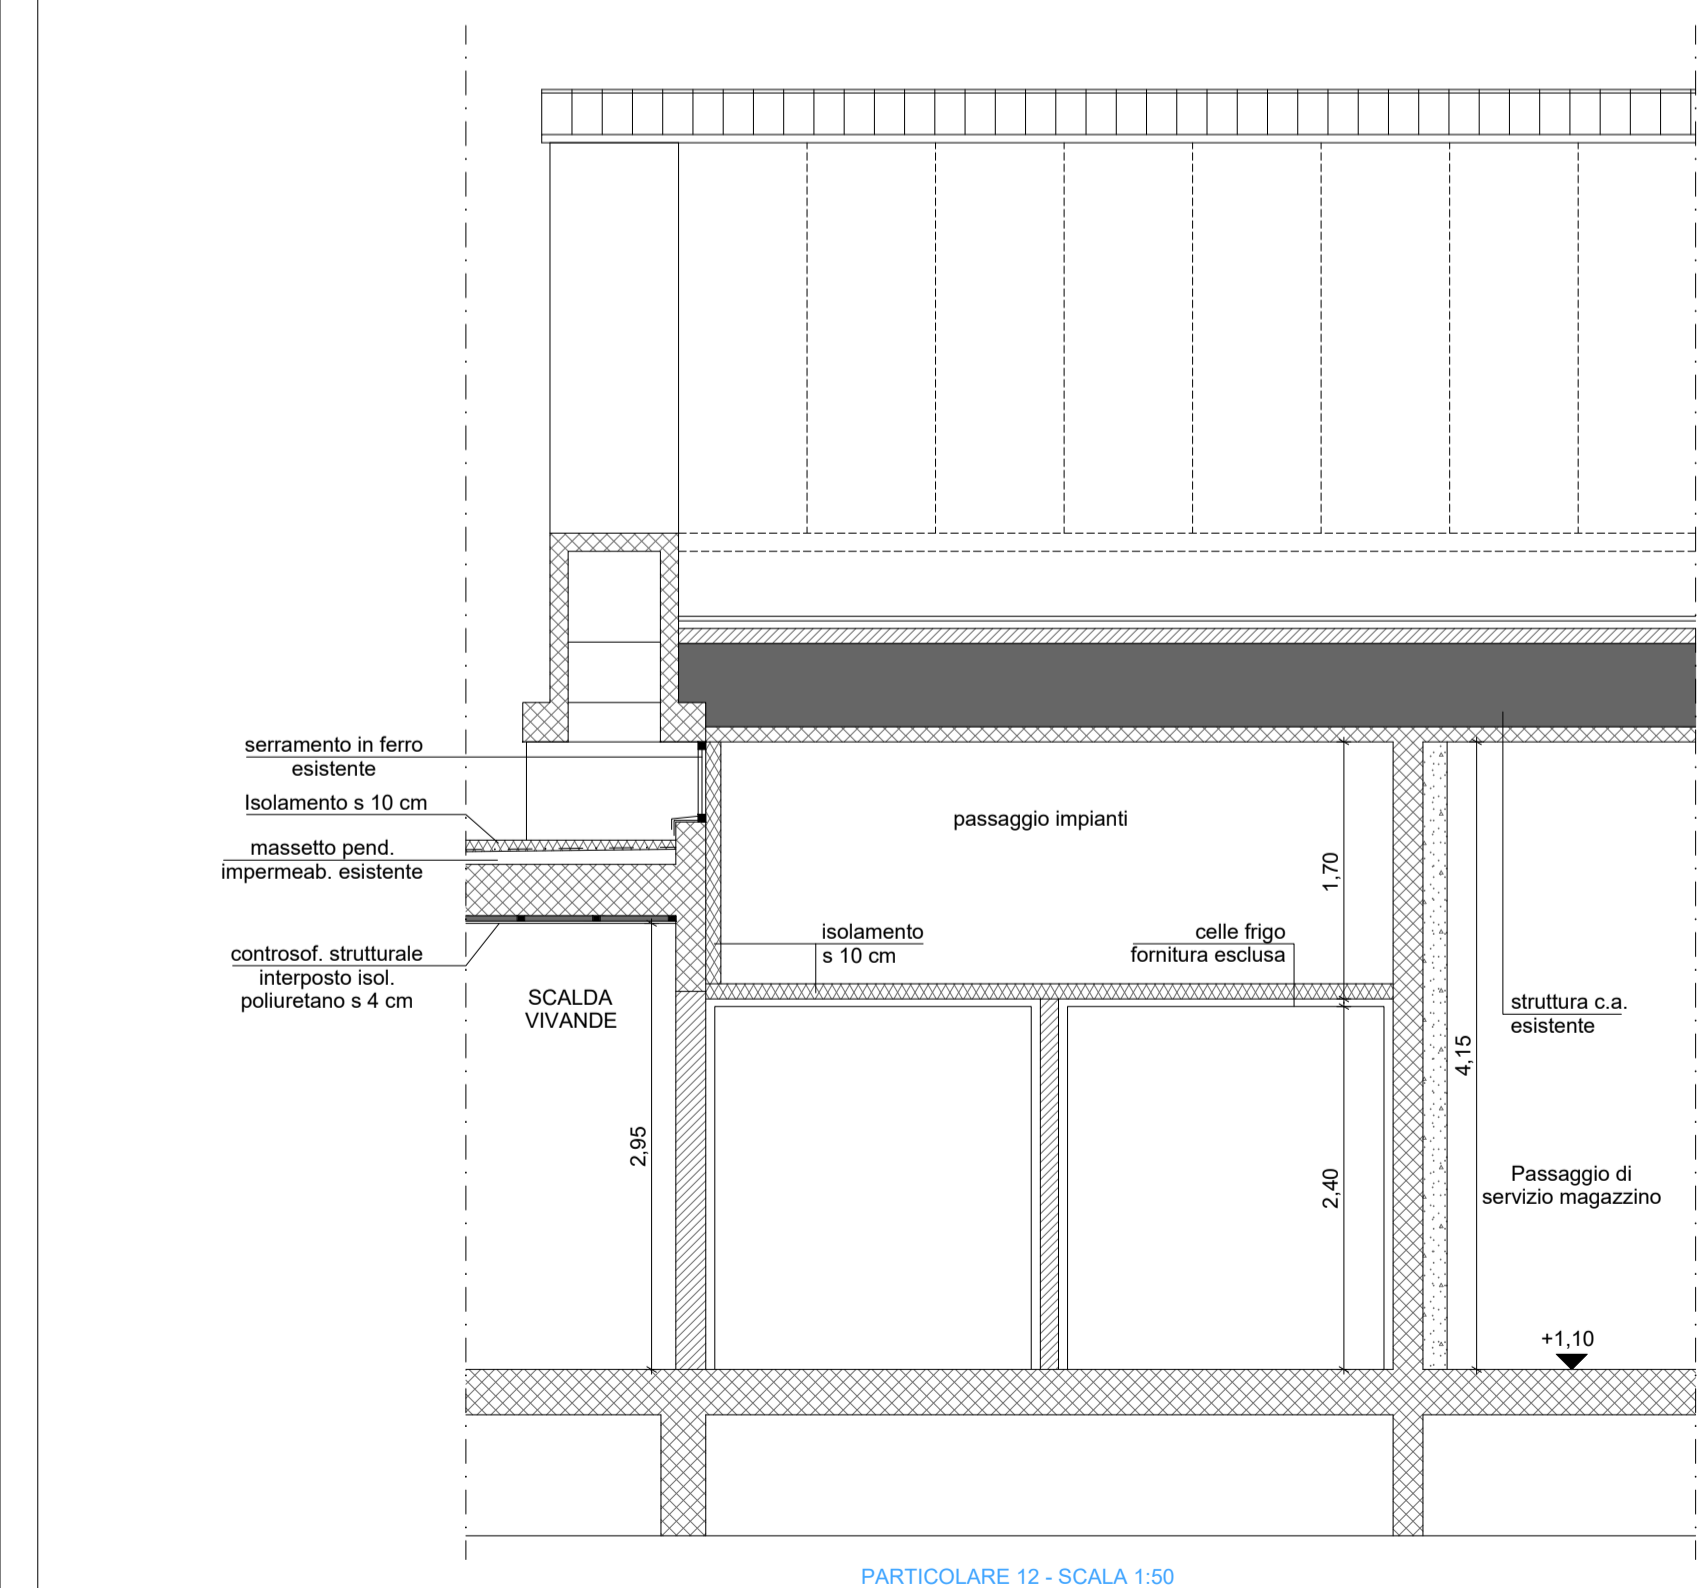 serramento in ferro
esistente
Isolamento s 10 cm
massetto pend.
impermeab. esistente
controsof. strutturale
interposto isol.
poliuretano s 4 cm
SCALDA
VIVANDE
2,95
passaggio impianti
1,70
isolamento
s 10 cm
celle frigo
fornitura esclusa
2,40
4,15
struttura c.a.
esistente
Passaggio di
servizio magazzino
+1,10
PARTICOLARE 12 - SCALA 1:50